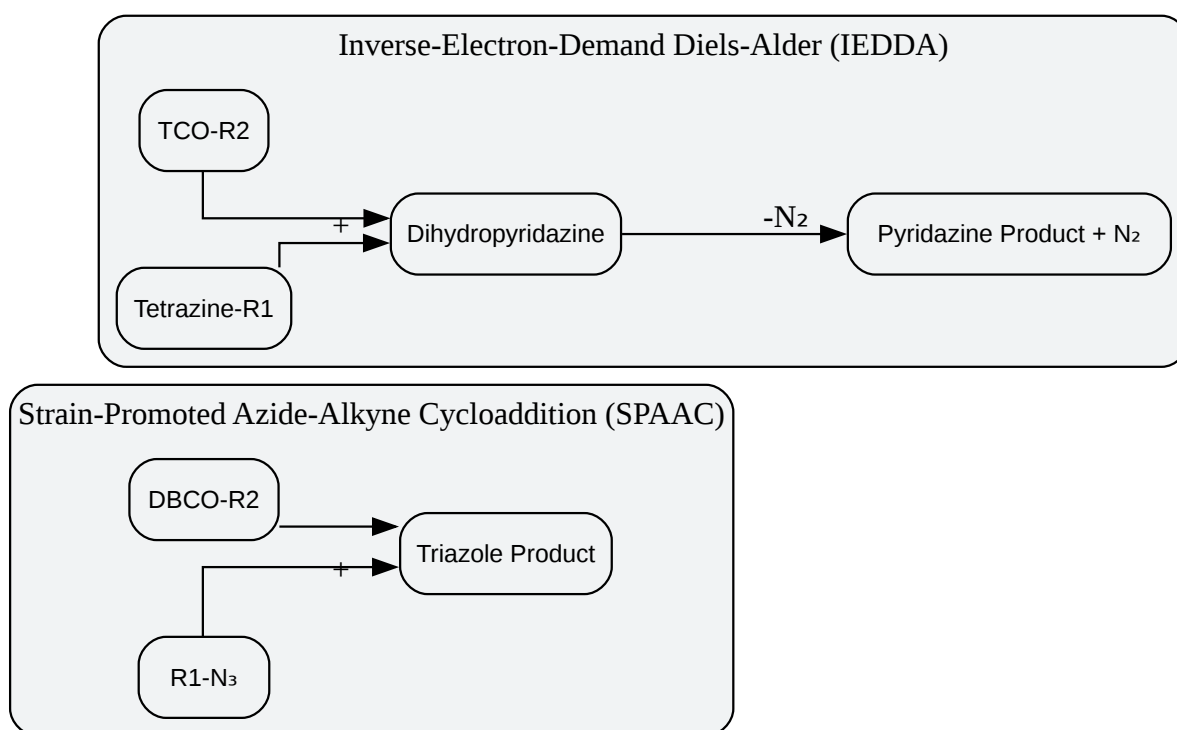 Inverse-Electron-Demand Diels-Alder (IEDDA)
TCO-R2
+
Dihydropyridazine
-N₂
Pyridazine Product + N₂
Tetrazine-R1
Strain-Promoted Azide-Alkyne Cycloaddition (SPAAC)
DBCO-R2
Triazole Product
+
R1-N₃